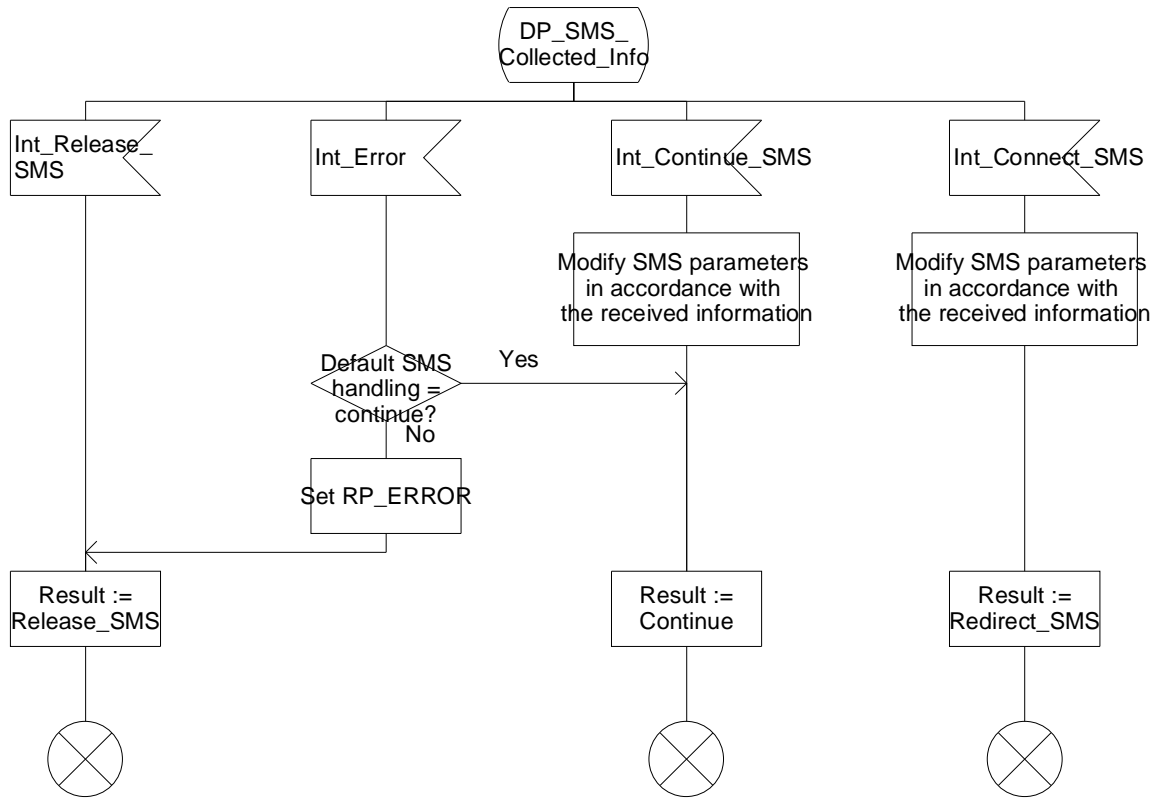 DP_SMS_
Collected_Info
Int_Release_
SMS
Int_Error
Int_Continue_SMS
Int_Connect_SMS
Modify SMS parameters
in accordance with
the received information
Modify SMS parameters
in accordance with
the received information
Default SMS
handling =
continue?
Yes
No
Set RP_ERROR
Result :=
Release_SMS
Result :=
Continue
Result :=
Redirect_SMS